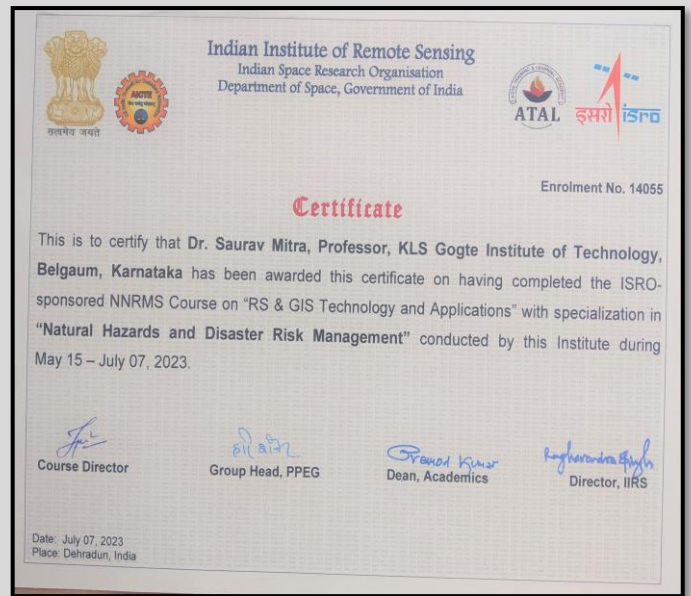 Indian Institute of Remote Sensing
Indian Space Research Organisation
Department of Space, Government of India
सत्यमेव जयते
AICTE
ATAL
इसरो isro
Enrolment No. 14055
Certificate
This is to certify that Dr. Saurav Mitra, Professor, KLS Gogte Institute of Technology,
Belgaum, Karnataka has been awarded this certificate on having completed the ISRO-
sponsored NNRMS Course on "RS & GIS Technology and Applications" with specialization in
"Natural Hazards and Disaster Risk Management" conducted by this Institute during
May 15 – July 07, 2023.
Pramod Kumar
Raghavendra Singh
Course Director
Group Head, PPEG
Dean, Academics
Director, IIRS
Date: July 07, 2023
Place: Dehradun, India